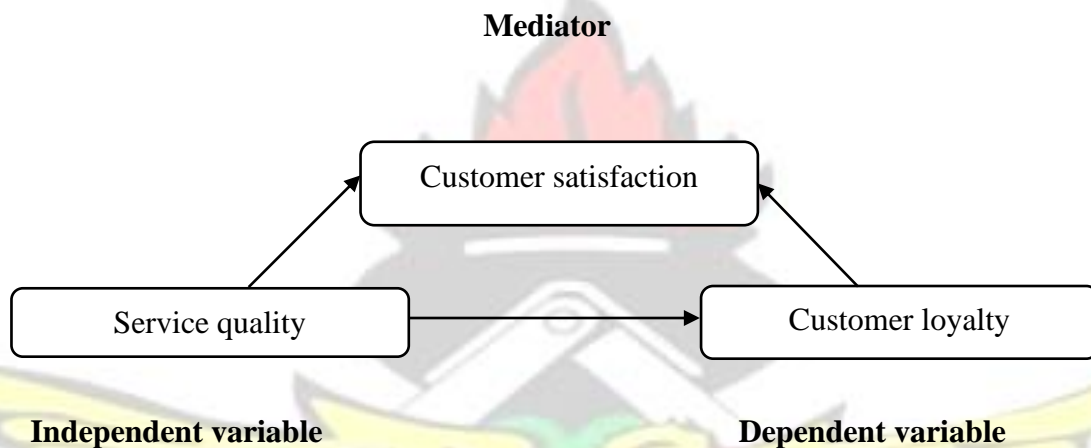 Mediator
Customer satisfaction
Service quality
Customer loyalty
Independent variable
Dependent variable